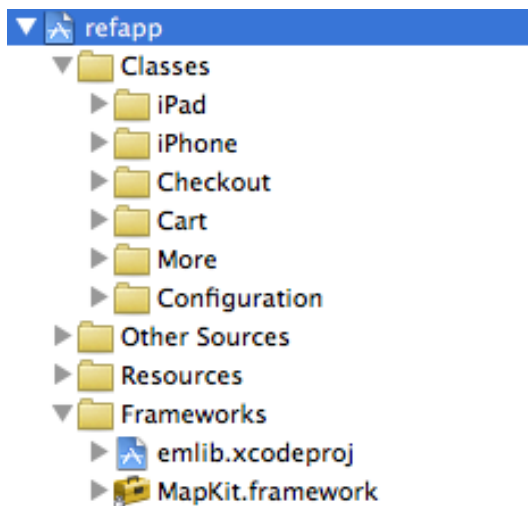 refapp
Classes
iPad
iPhone
Checkout
Cart
More
Configuration
Other Sources
Resources
Frameworks
emlib.xcodeproj
MapKit.framework